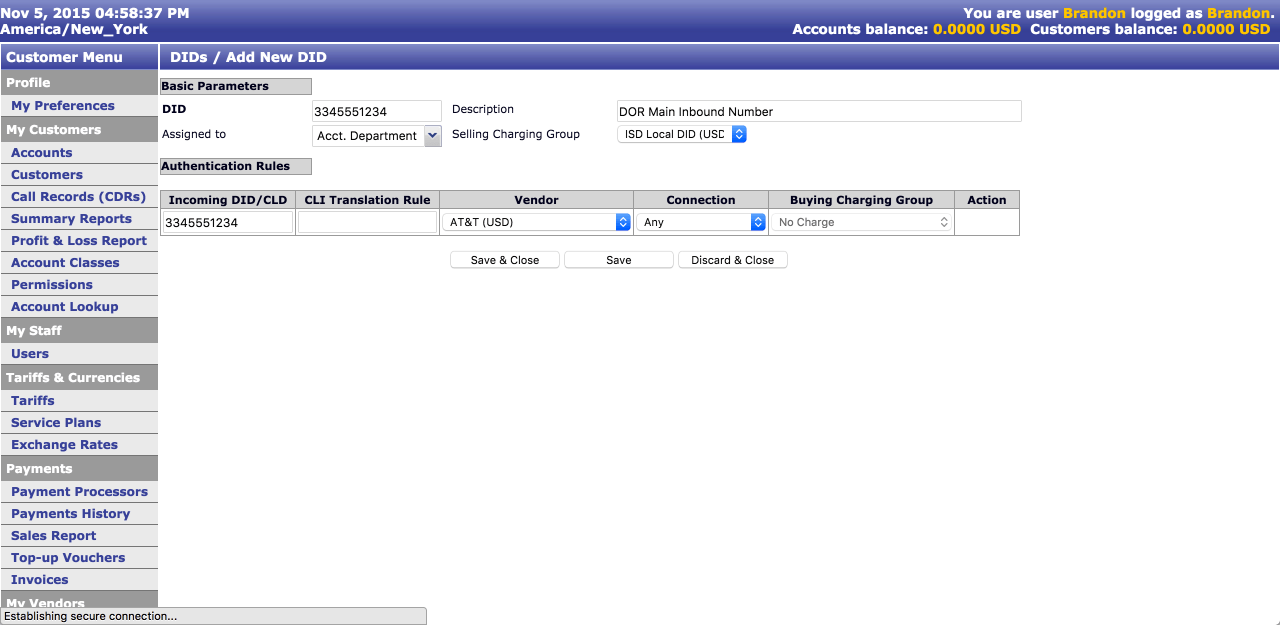 Nov 5, 2015 04:58:37 PM
America/New_York
You are user Brandon logged as Brandon.
Accounts balance: 0.0000 USD Customers balance: 0.0000 USD
Customer Menu
Profile
My Preferences
My Customers
Accounts
Customers
Call Records (CDRs)
Summary Reports
Profit & Loss Report
Account Classes
Permissions
Account Lookup
My Staff
Users
Tariffs & Currencies
Tariffs
Service Plans
Exchange Rates
Payments
Payment Processors
Payments History
Sales Report
Top-up Vouchers
Invoices
My Vendors
DIDs / Add New DID
Basic Parameters
DID 3345551234 Description DOR Main Inbound Number
Assigned to Acct. Department Selling Charging Group ISD Local DID (USD
Authentication Rules
Incoming DID/CLD CLI Translation Rule Vendor Connection Buying Charging Group Action
3345551234 AT&T (USD) Any No Charge
Save & Close Save Discard & Close
Establishing secure connection...